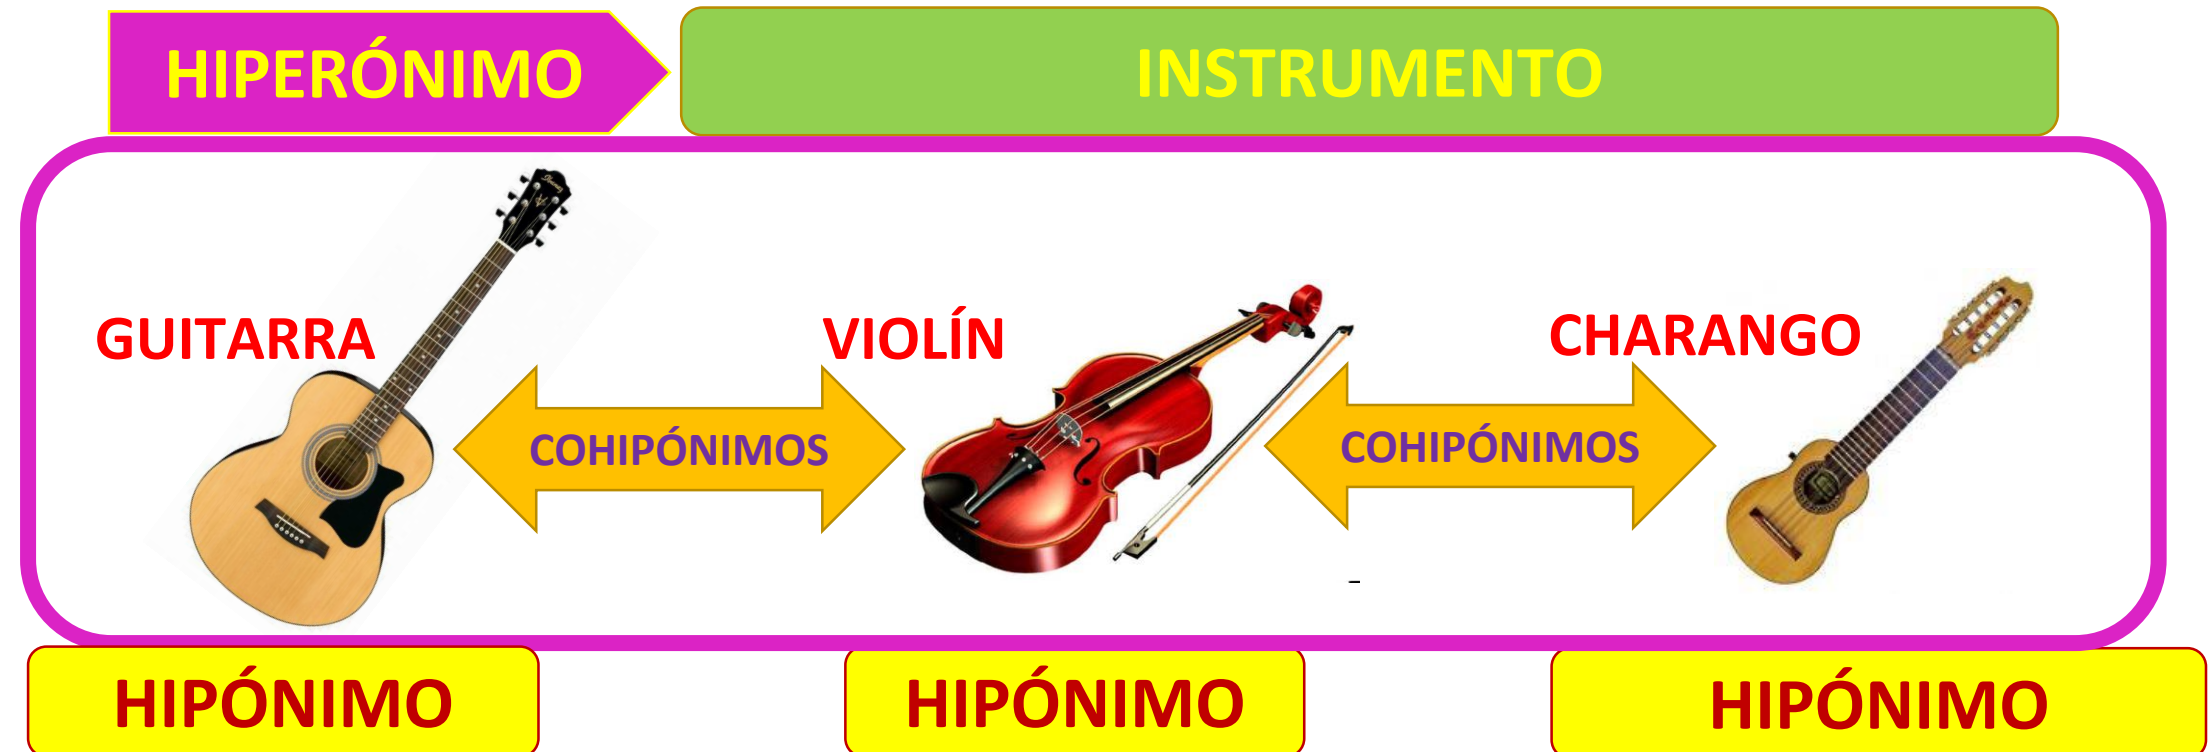 HIPERÓNIMO
INSTRUMENTO
GUITARRA
VIOLÍN
CHARANGO
COHIPÓNIMOS
COHIPÓNIMOS
-
HIPÓNIMO
HIPÓNIMO
HIPÓNIMO